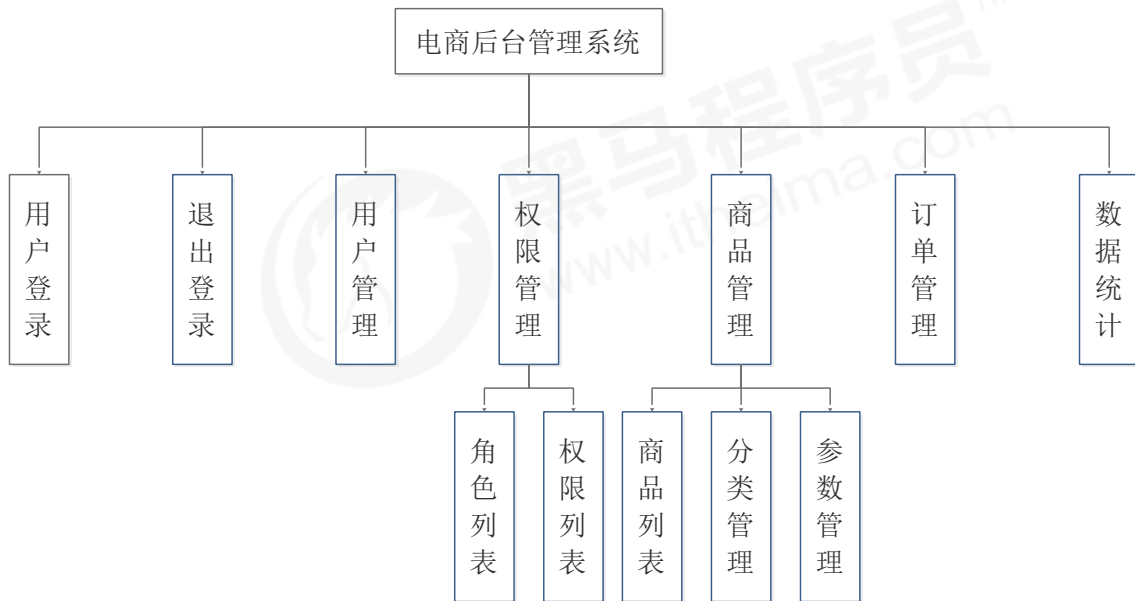 电商后台管理系统
黑马程序员
www.itheima.com
用户登录
退出登录
用户管理
权限管理
商品管理
订单管理
数据统计
角色列表
权限列表
商品列表
分类管理
参数管理